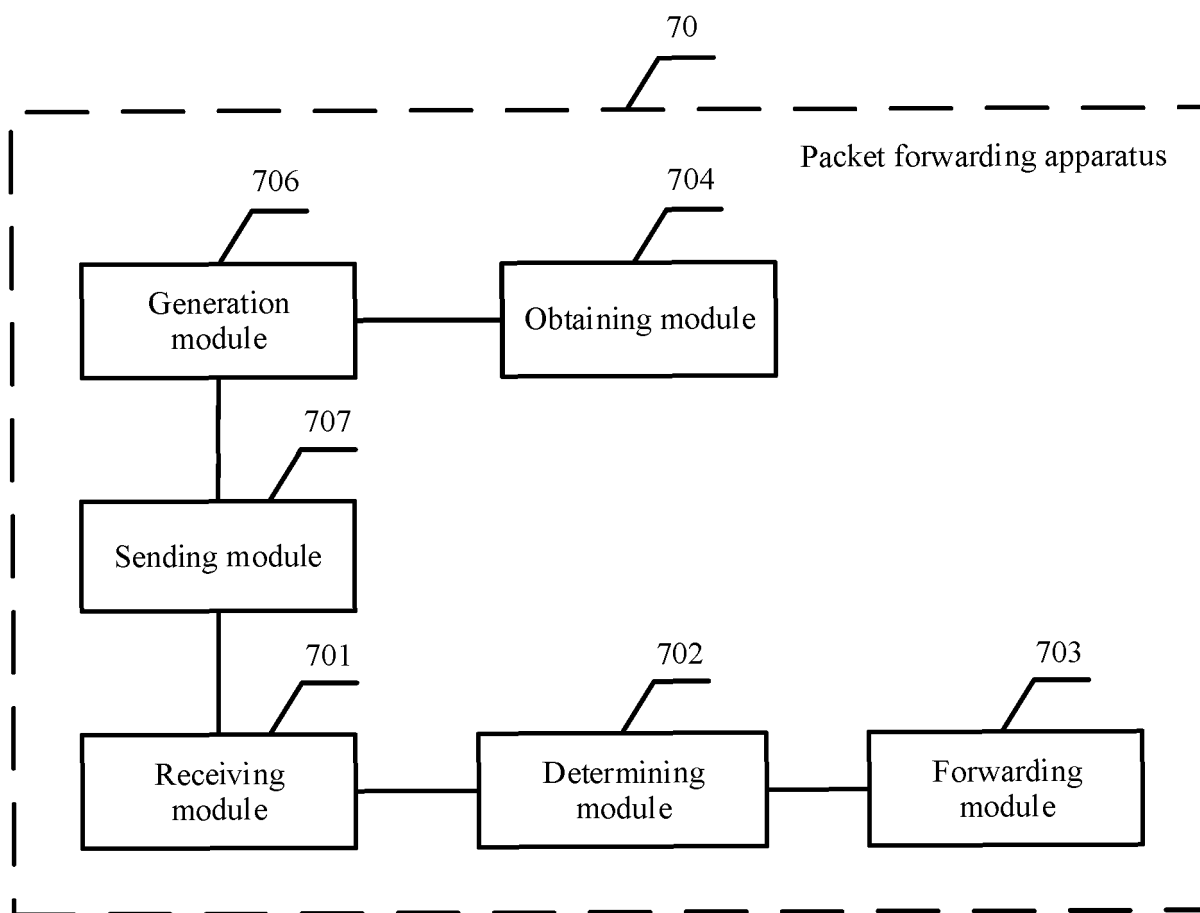 70
Packet forwarding apparatus
706
704
Generation
module
Obtaining module
707
Sending module
701
702
703
Receiving
module
Determining
module
Forwarding
module